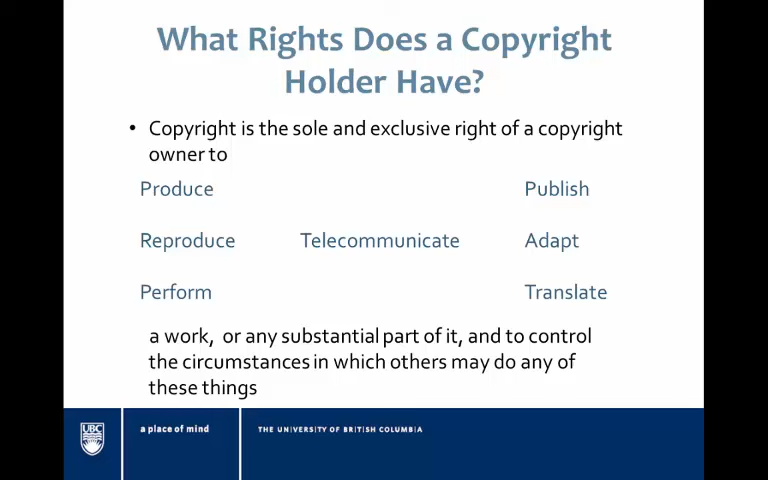 What Rights Does a Copyright
Holder Have?
• Copyright is the sole and exclusive right of a copyright
owner to
Produce Publish
Reproduce Telecommunicate Adapt
Perform Translate
a work, or any substantial part of it, and to control
the circumstances in which others may do any of
these things
UBC
a place of mind
THE UNIVERSITY OF BRITISH COLUMBIA